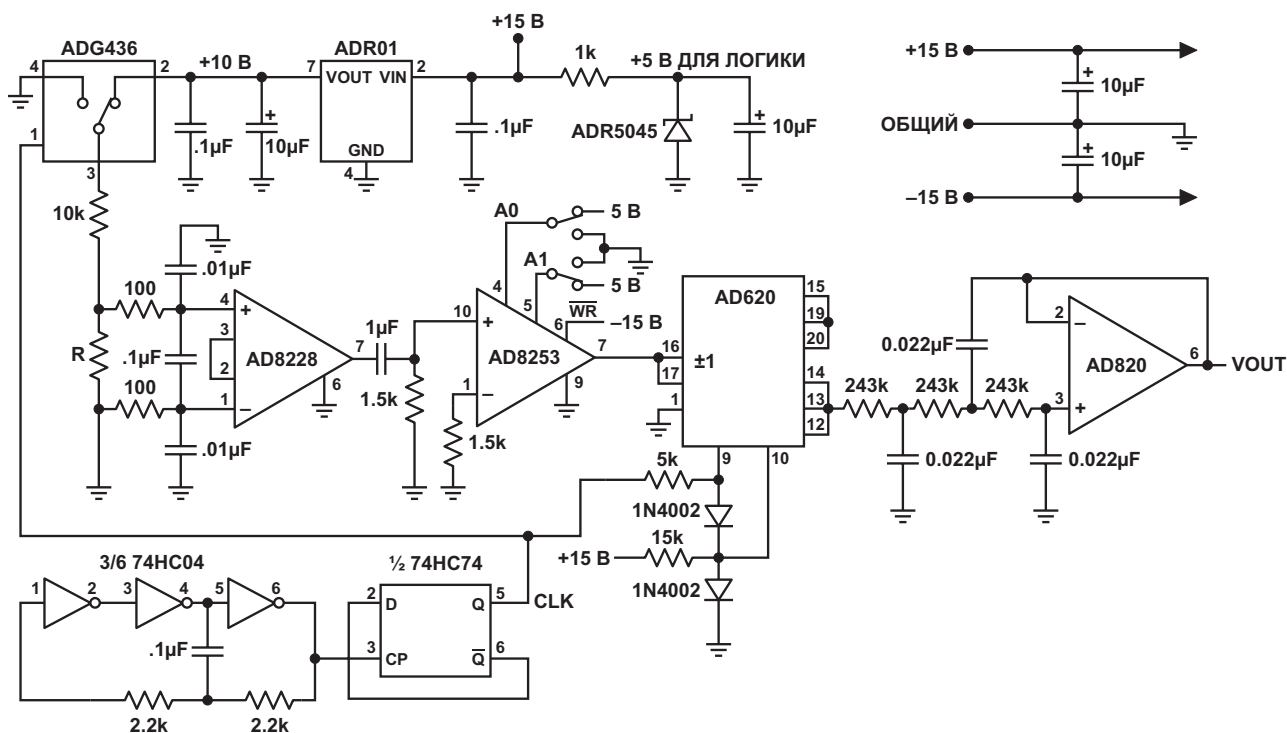 ADG436
ADR01
+15 В
+10 В
4
2
7
VOUT
VIN
2
1k
+5 В ДЛЯ ЛОГИКИ
+15 В
+
10µF
1
.1µF
+
10µF
GND
4
.1µF
ADR5045
+
10µF
ОБЩИЙ
3
+
10µF
–15 В
10k
A0
5 В
.01µF
A1
5 В
100
4
+
3
AD8228
2
1
–
7
6
R
.1µF
100
.01µF
1µF
1.5k
10
+
4
5
6
WR
–15 В
AD8253
7
1
–
9
1.5k
AD620
±1
16
17
1
15
19
20
14
13
12
9
10
243k
243k
243k
0.022µF
0.022µF
0.022µF
2
–
AD820
6
VOUT
3
+
5k
1N4002
+15 В
15k
1N4002
3/6 74HC04
1
2
3
4
5
6
.1µF
2.2k
2.2k
½ 74HC74
2
D
Q
5
CLK
3
CP
Q
6